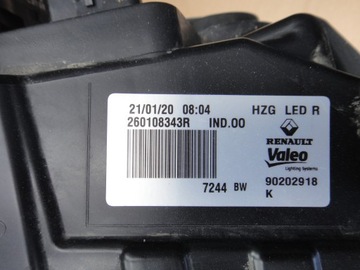 21/01/20 08:04
260108343R IND.00
7244 BW
HZG LED R
RENAULT
Valeo
Lighting Systems
90202918
K